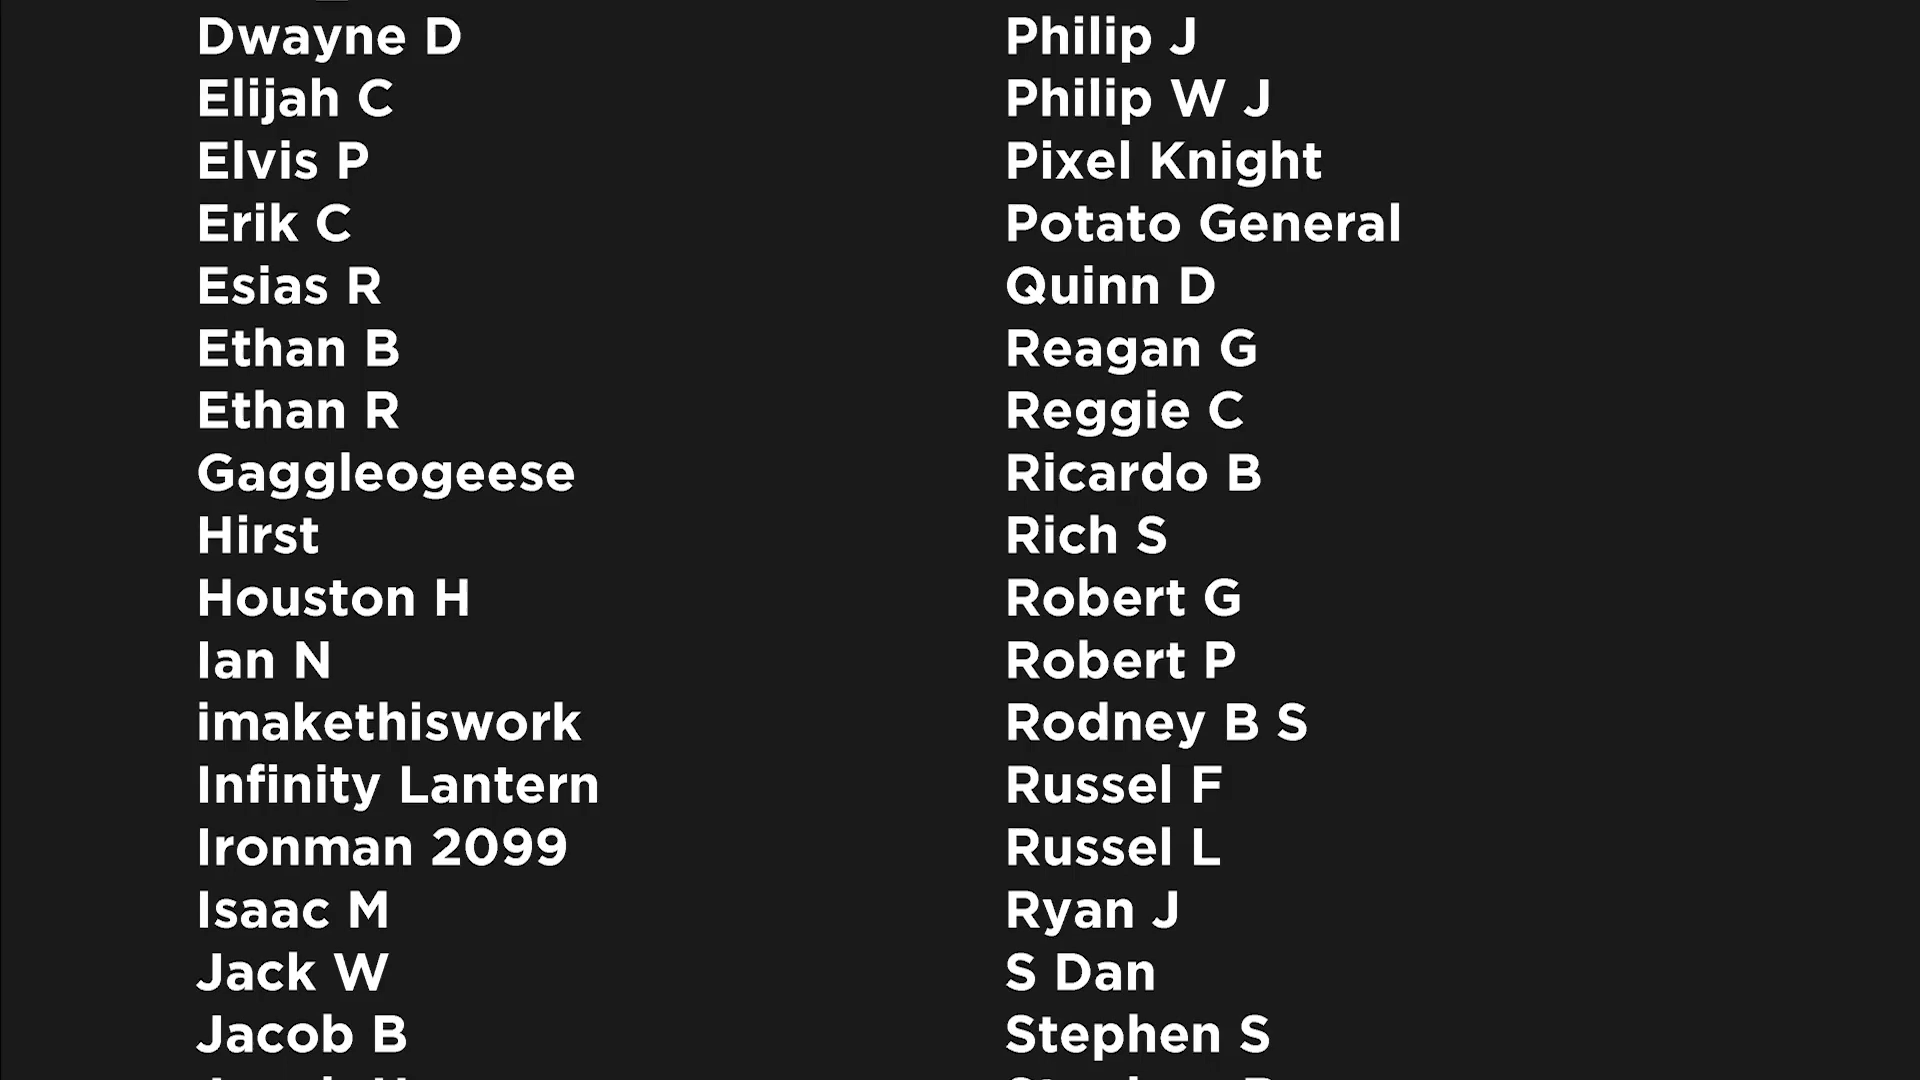 Dwayne D
Elijah C
Elvis P
Erik C
Esias R
Ethan B
Ethan R
Gaggleogeese
Hirst
Houston H
Ian N
imakethiswork
Infinity Lantern
Ironman 2099
Isaac M
Jack W
Jacob B
Philip J
Philip W J
Pixel Knight
Potato General
Quinn D
Reagan G
Reggie C
Ricardo B
Rich S
Robert G
Robert P
Rodney B S
Russel F
Russel L
Ryan J
S Dan
Stephen S